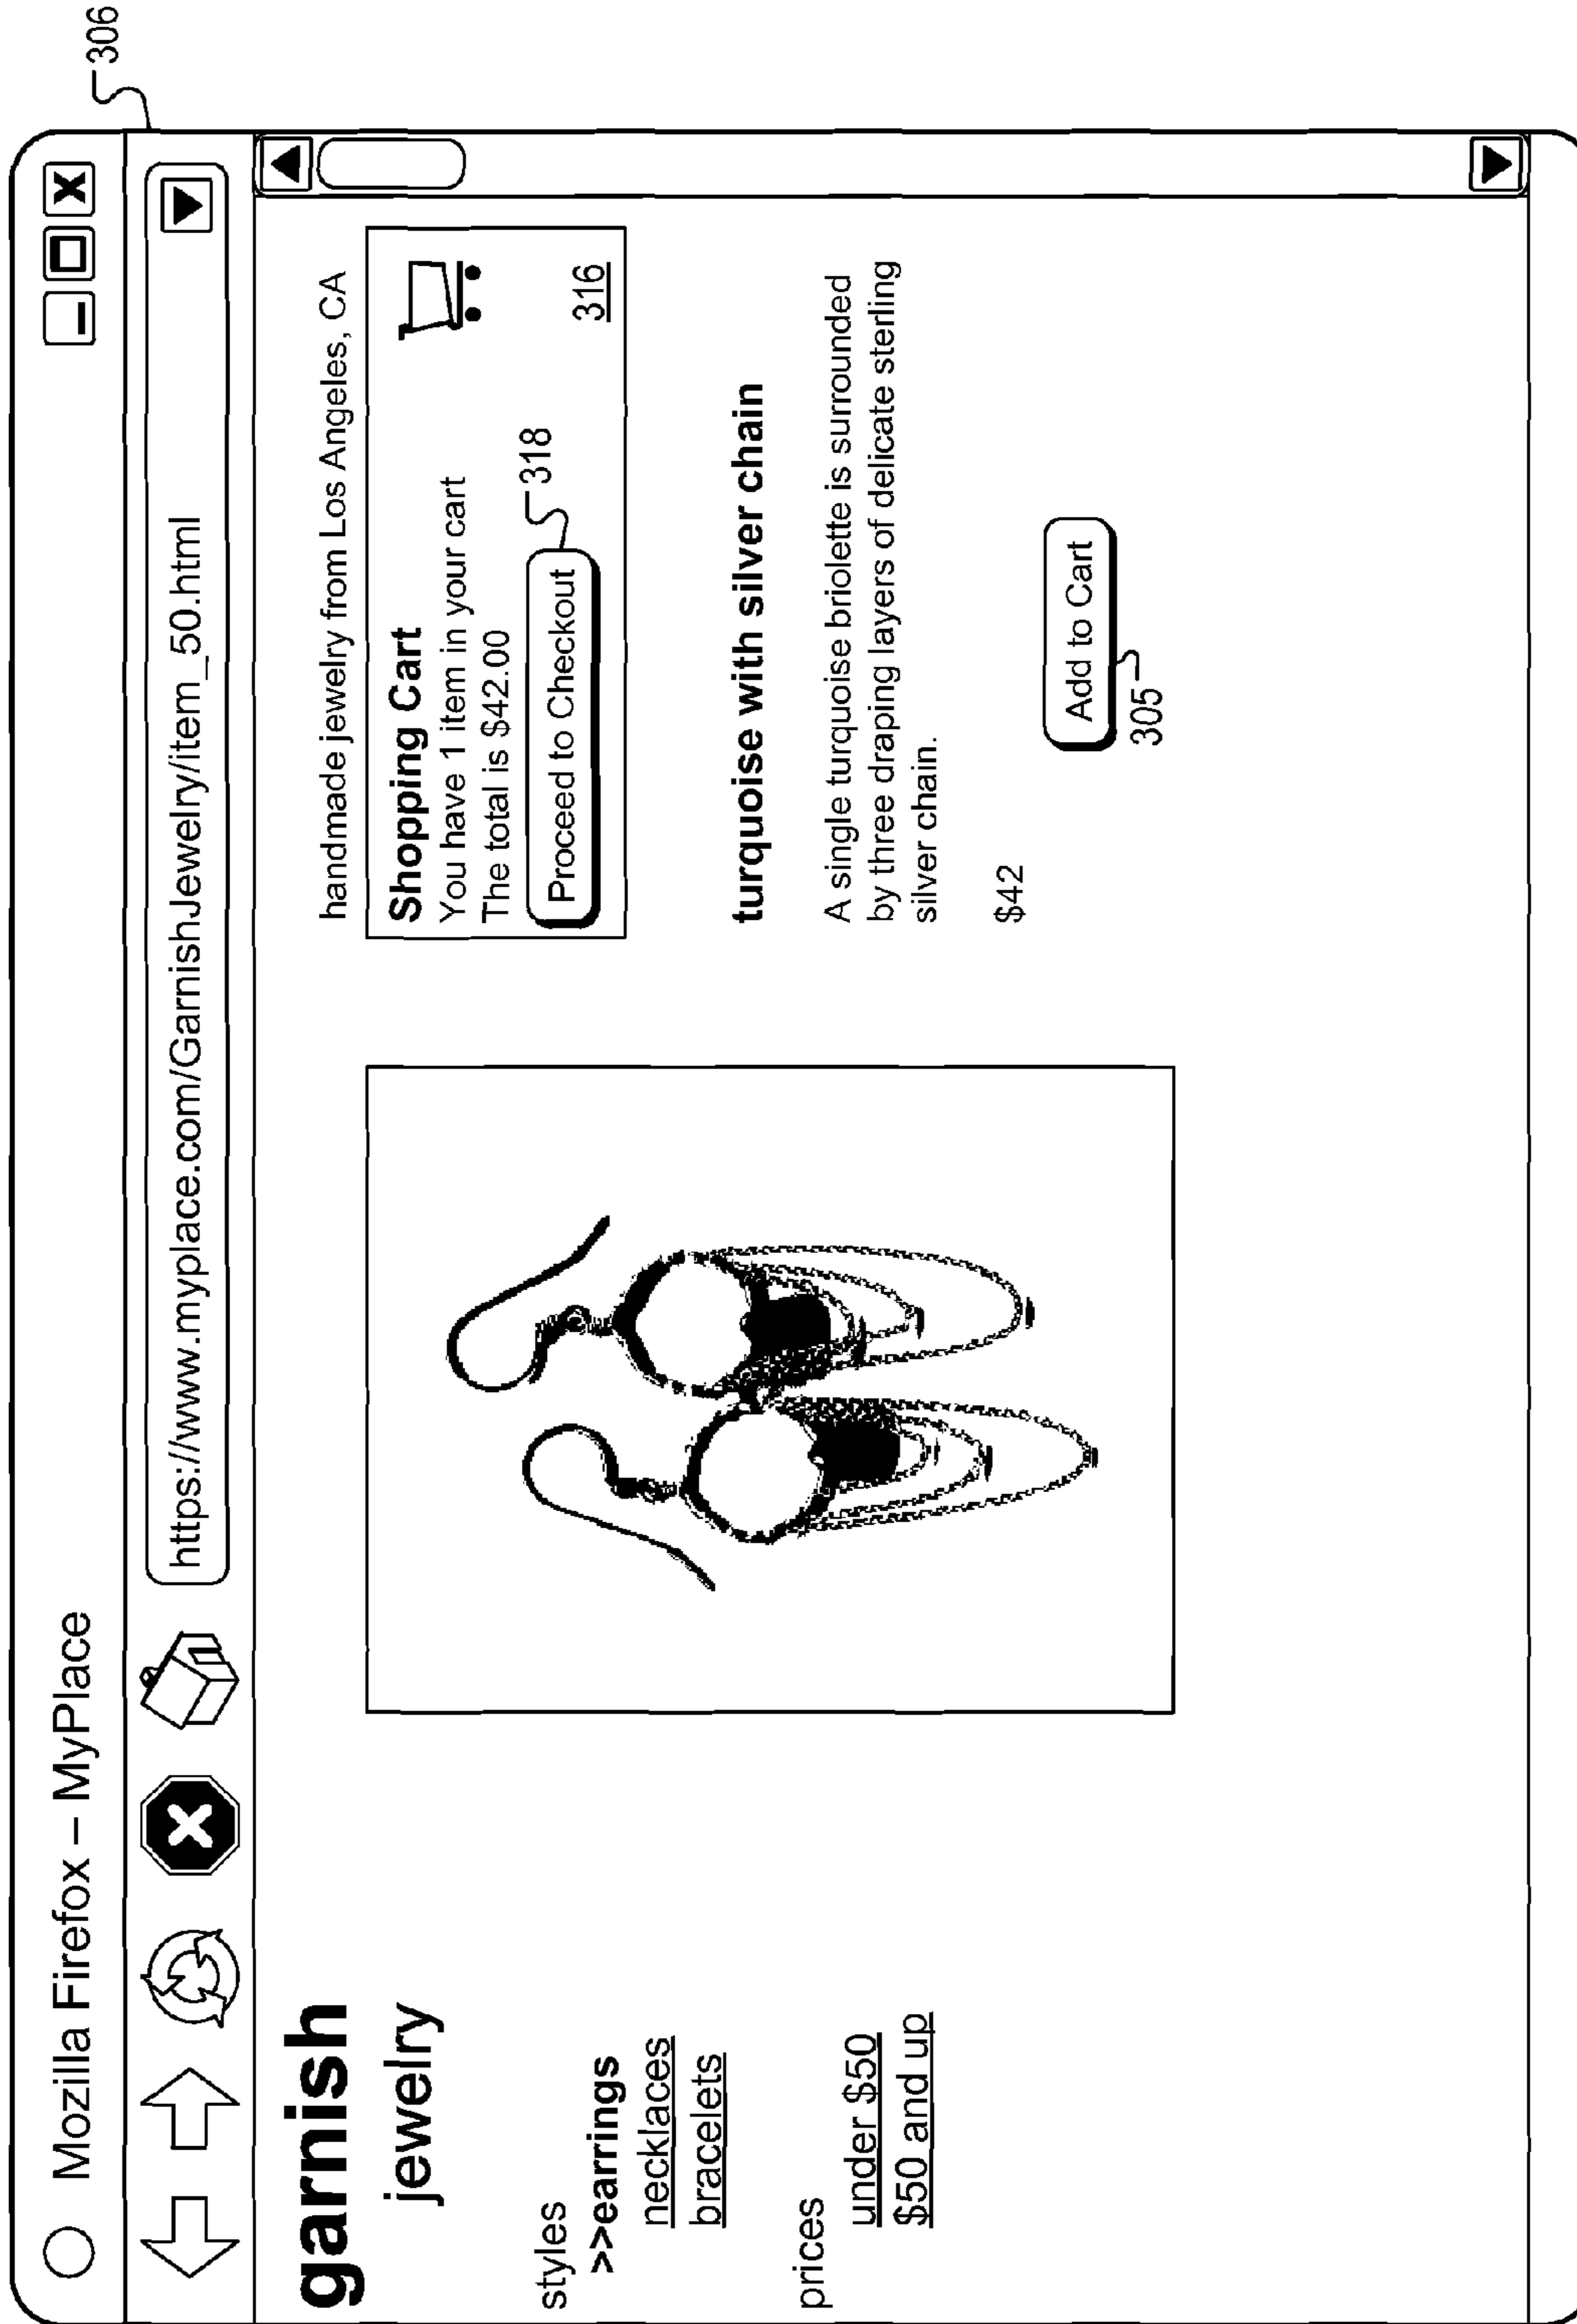 306
Mozilla Firefox – MyPlace
https://www.myplace.com/GarnishJewelry/item_50.html
garnish
jewelry
styles
>>earrings
necklaces
bracelets
prices
under $50
$50 and up
handmade jewelry from Los Angeles, CA
Shopping Cart
You have 1 item in your cart
The total is $42.00
318
Proceed to Checkout
316
turquoise with silver chain
A single turquoise briolette is surrounded
by three draping layers of delicate sterling
silver chain.
$42
Add to Cart
305